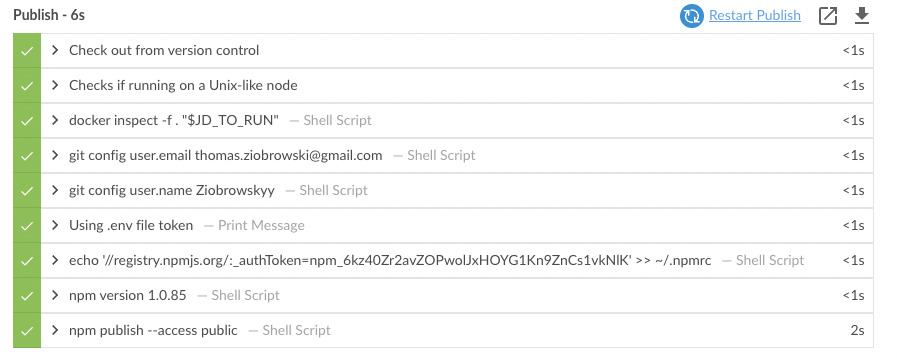 Publish - 6s
Restart Publish
Check out from version control <1s
Checks if running on a Unix-like node <1s
docker inspect -f . "$JD_TO_RUN" — Shell Script <1s
git config user.email thomas.ziobrowski@gmail.com — Shell Script <1s
git config user.name Ziobrowskyy — Shell Script <1s
Using .env file token — Print Message <1s
echo '//registry.npmjs.org/:_authToken=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' >> ~/.npmrc — Shell Script <1s
npm version 1.0.85 — Shell Script <1s
npm publish --access public — Shell Script 2s